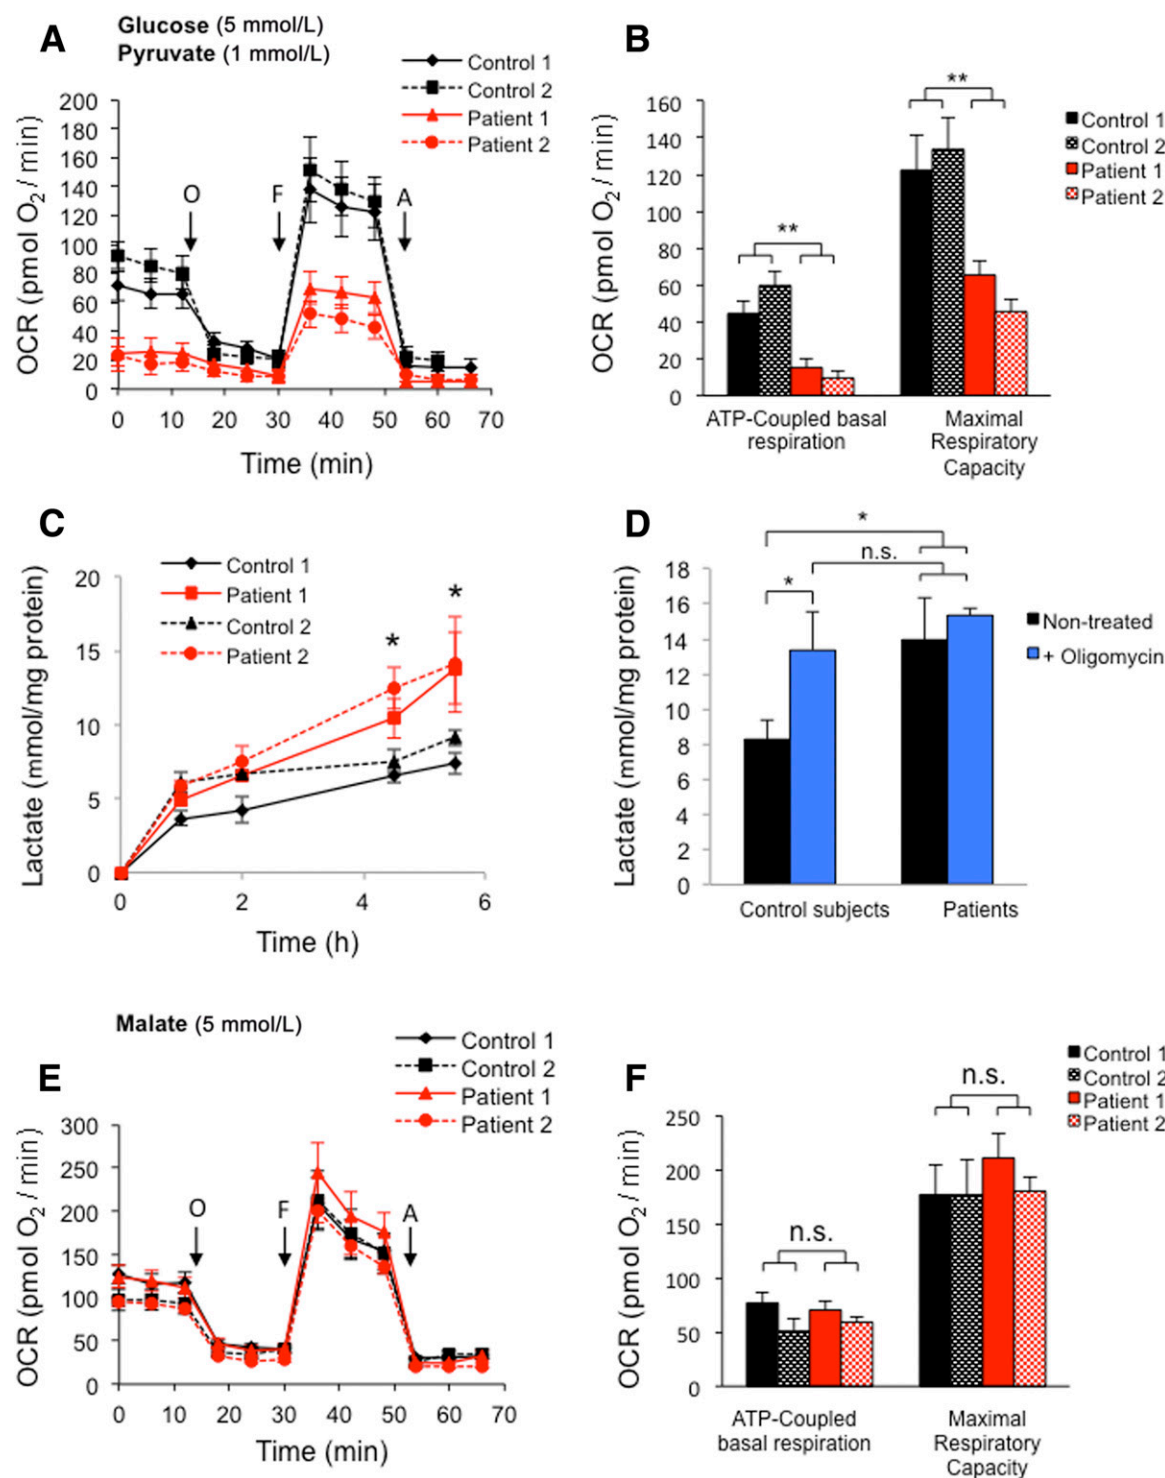 A
Glucose (5 mmol/L)
Pyruvate (1 mmol/L)
Control 1
Control 2
Patient 1
Patient 2
OCR (pmol O2 / min)
200
180
160
140
120
100
80
60
40
20
0
O
F
A
0
10
20
30
40
50
60
70
Time (min)
B
**
**
Control 1
Control 2
Patient 1
Patient 2
OCR (pmol O2 / min)
160
140
120
100
80
60
40
20
0
ATP-Coupled basal
respiration
Maximal
Respiratory
Capacity
C
Control 1
Patient 1
Control 2
Patient 2
*
*
Lactate (mmol/mg protein)
20
15
10
5
0
0
2
4
6
Time (h)
D
*
n.s.
*
Non-treated
+ Oligomycin
Lactate (mmol/mg protein)
18
16
14
12
10
8
6
4
2
0
Control subjects
Patients
Malate (5 mmol/L)
E
Control 1
Control 2
Patient 1
Patient 2
OCR (pmol O2 / min)
300
250
200
150
100
50
0
O
F
A
0
10
20
30
40
50
60
70
Time (min)
F
n.s.
n.s.
Control 1
Control 2
Patient 1
Patient 2
OCR (pmol O2 / min)
250
200
150
100
50
0
ATP-Coupled
basal respiration
Maximal
Respiratory
Capacity